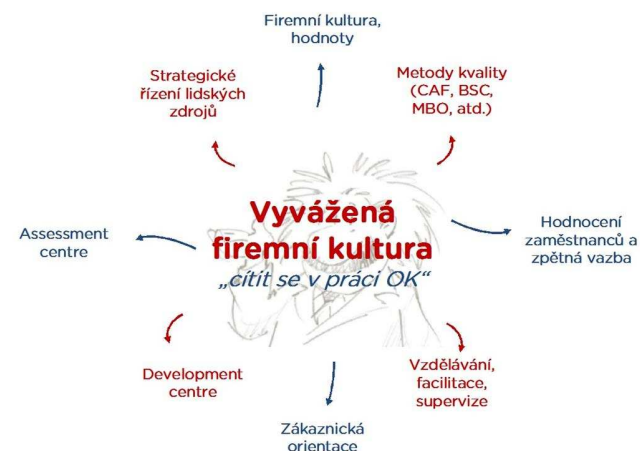 Firemní kultura,
hodnoty
Strategické
řízení lidských
zdrojů
Metody kvality
(CAF, BSC,
MBO, atd.)
Vyvážená
firemní kultura
„cítit se v práci OK“
Assessment
centre
Hodnocení
zaměstnanců a
zpětná vazba
Development
centre
Vzdělávání,
facilitace,
supervize
Zákaznická
orientace